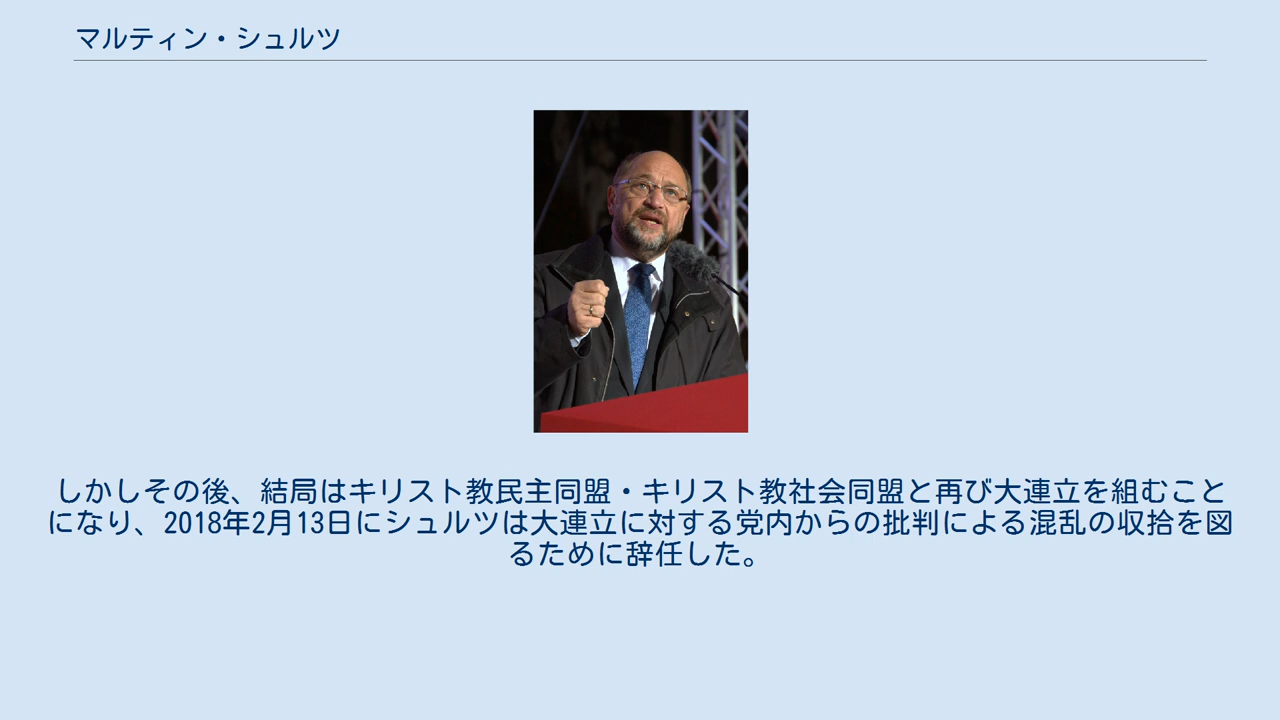 マルティン・シュルツ
しかしその後、結局はキリスト教民主同盟・キリスト教社会同盟と再び大連立を組むこと
になり、2018年2月13日にシュルツは大連立に対する党内からの批判による混乱の収拾を図
るために辞任した。